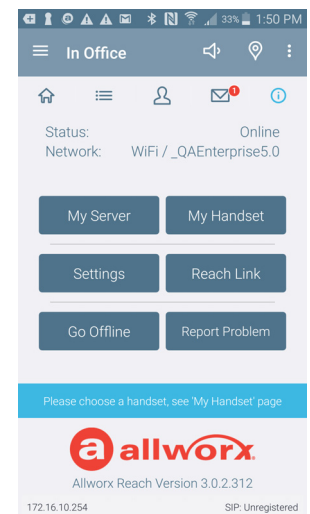 33% 1:50 PM
In Office
1
Status: Online
Network: WiFi / _QAEnterprise5.0
My Server My Handset
Settings Reach Link
Go Offline Report Problem
Please choose a handset, see 'My Handset' page
a allworx.
Allworx Reach Version 3.0.2.312
172.16.10.254 SIP: Unregistered